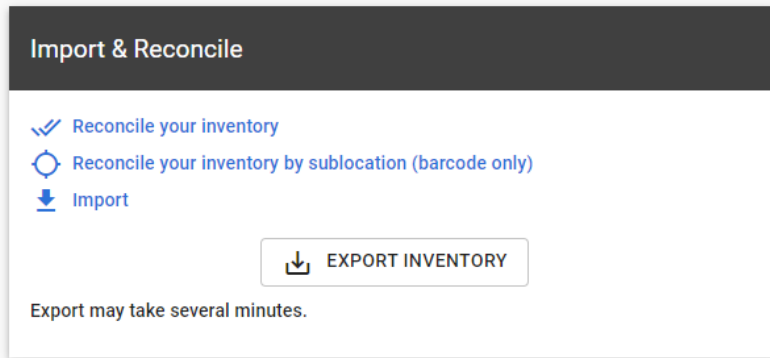 Import & Reconcile
Reconcile your inventory
Reconcile your inventory by sublocation (barcode only)
Import
EXPORT INVENTORY
Export may take several minutes.